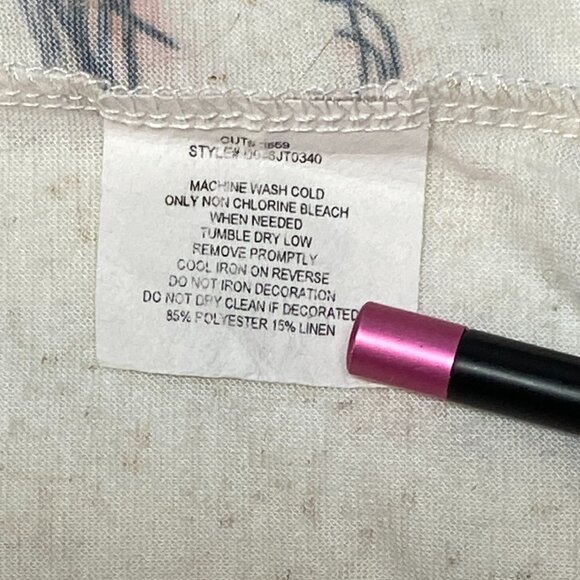 CUT#
MACHINE WASH COLD
ONLY NON CHLORINE BLEACH
WHEN NEEDED
TUMBLE DRY LOW
REMOVE PROMPTLY
COOL IRON ON REVERSE
DO NOT IRON DECORATION
DO NOT DRY CLEAN IF DECORATED
85% POLYESTER 15% LINEN